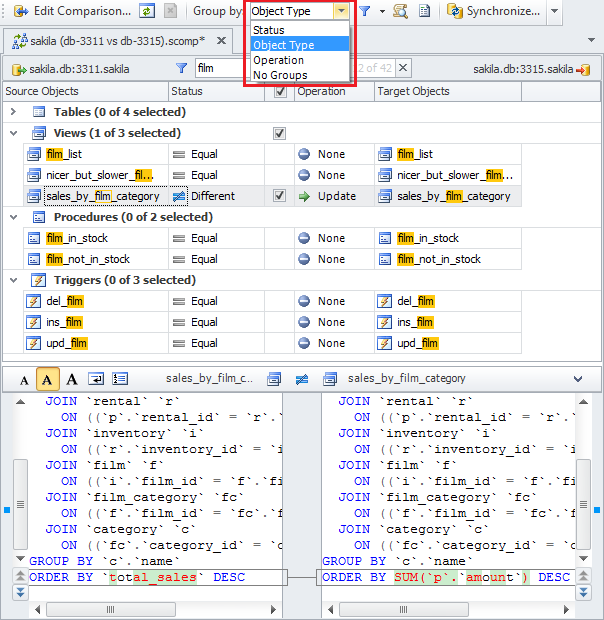 Edit Comparison... Group by: Object Type Synchronize...
Status
Object Type
Operation
No Groups
sakila (db-3311 vs db-3315).scomp*
sakila.db:3311.sakila film 2 of 42 sakila.db:3315.sakila
Source Objects Status Operation Target Objects
Tables (0 of 4 selected)
Views (1 of 3 selected)
film_list Equal None film_list
nicer_but_slower_fil... Equal None nicer_but_slower_film...
sales_by_film_category Different Update sales_by_film_category
Procedures (0 of 2 selected)
film_in_stock Equal None film_in_stock
film_not_in_stock Equal None film_not_in_stock
Triggers (0 of 3 selected)
del_film Equal None del_film
ins_film Equal None ins_film
upd_film Equal None upd_film
A A A sales_by_film_c... sales_by_film_category
JOIN `rental` `r`
ON ((`p`.`rental_id` = `r`.`
JOIN `inventory` `i`
ON ((`r`.`inventory_id` = `i
JOIN `film` `f`
ON ((`i`.`film_id` = `f`.`fi
JOIN `film_category` `fc`
ON ((`f`.`film_id` = `fc`.`f
JOIN `category` `c`
ON ((`fc`.`category_id` = `c
GROUP BY `c`.`name`
ORDER BY `total_sales` DESC
JOIN `rental` `r`
ON ((`p`.`rental_id` = `r`.`
JOIN `inventory` `i`
ON ((`r`.`inventory_id` = `i
JOIN `film` `f`
ON ((`i`.`film_id` = `f`.`film
JOIN `film_category` `fc`
ON ((`f`.`film_id` = `fc`.`fi
JOIN `category` `c`
ON ((`fc`.`category_id` = `c
GROUP BY `c`.`name`
ORDER BY SUM(`p`.`amount`) DESC